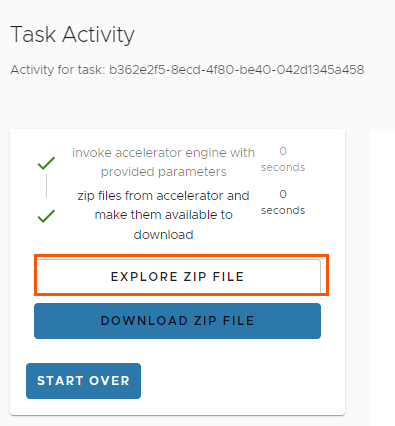 Task Activity
Activity for task: b362e2f5-8ecd-4f80-be40-042d1345a458
invoke accelerator engine with
provided parameters
0
seconds
zip files from accelerator and
make them available to
download
0
seconds
EXPLORE ZIP FILE
DOWNLOAD ZIP FILE
START OVER